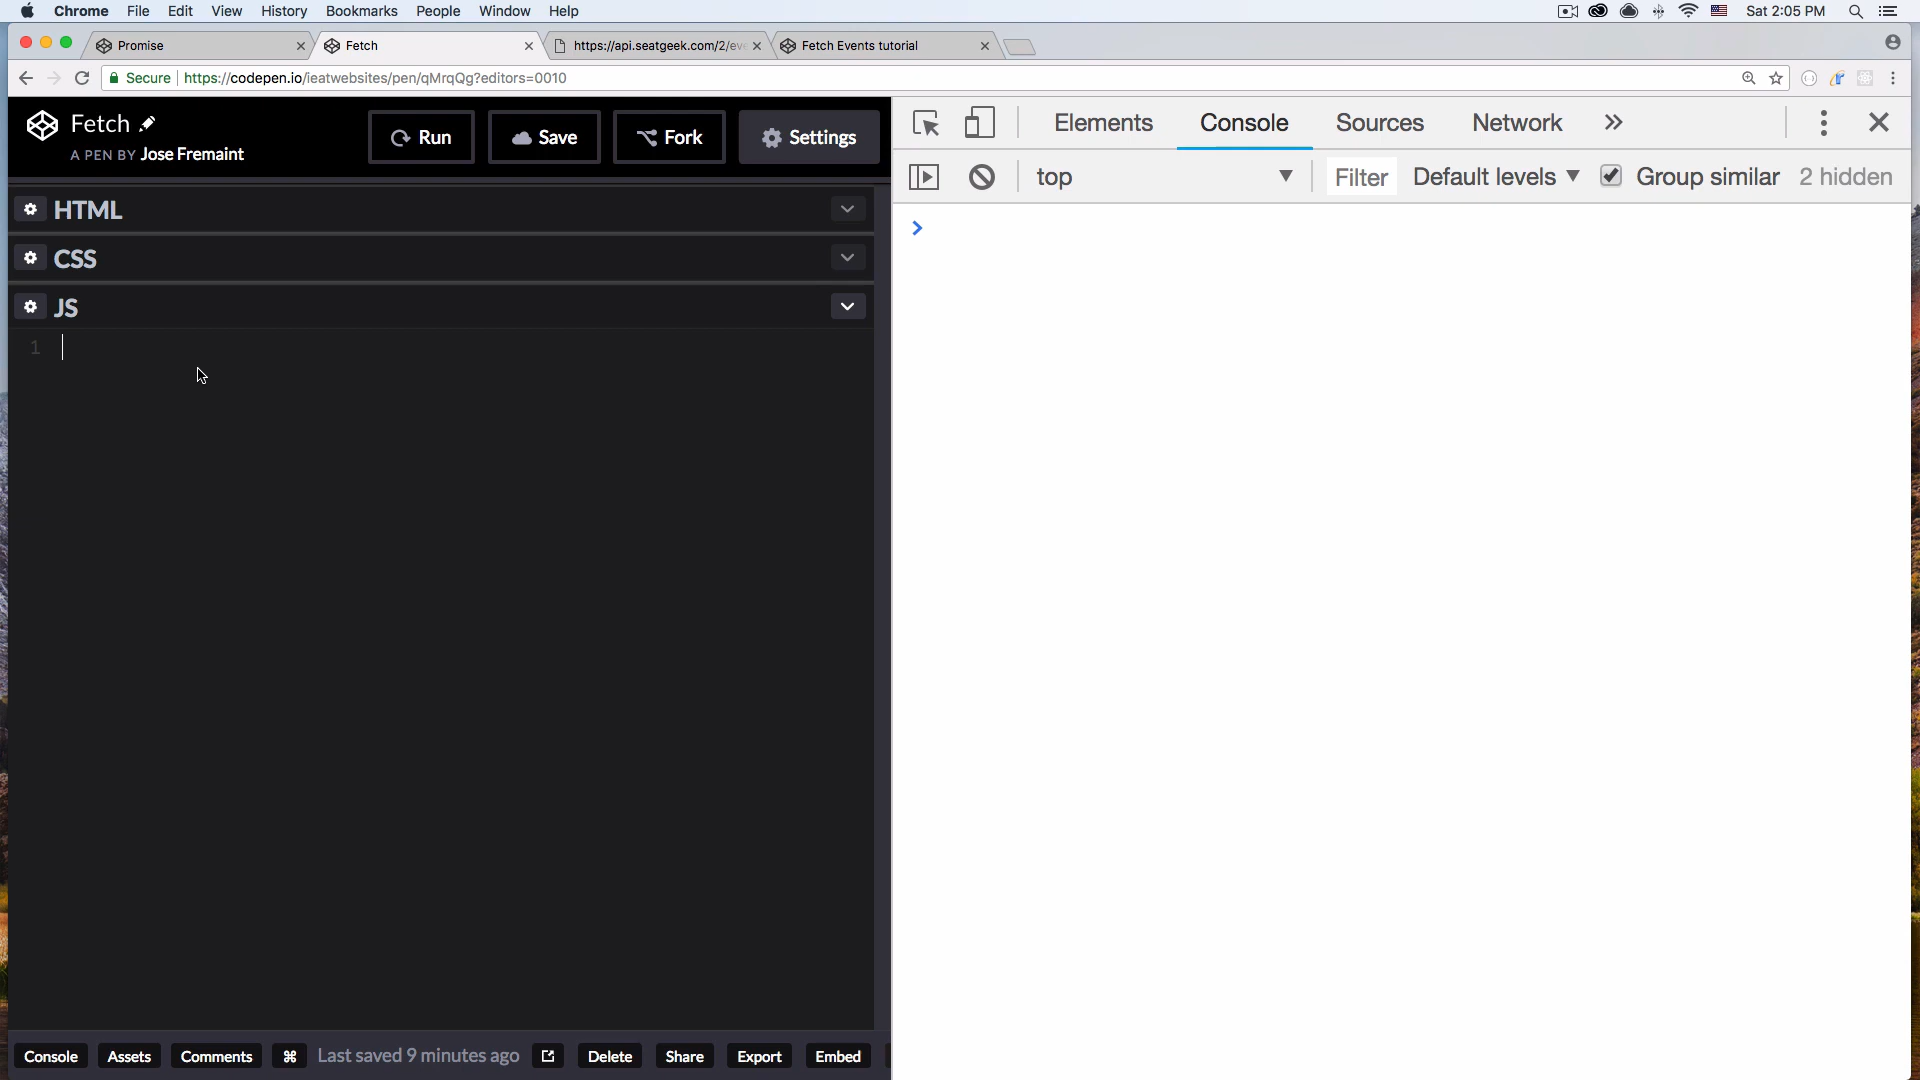 Chrome File Edit View History Bookmarks People Window Help Sat 2:05 PM
Promise Fetch https://api.seatgeek.com/2/eve Fetch Events tutorial
Secure https://codepen.io/ieatwebsites/pen/qMrqQg?editors=0010
Fetch
A PEN BY Jose Fremaint
Run Save Fork Settings
Elements Console Sources Network
top Filter Default levels Group similar 2 hidden
HTML
CSS
JS
1
Console Assets Comments ⌘ Last saved 9 minutes ago Delete Share Export Embed